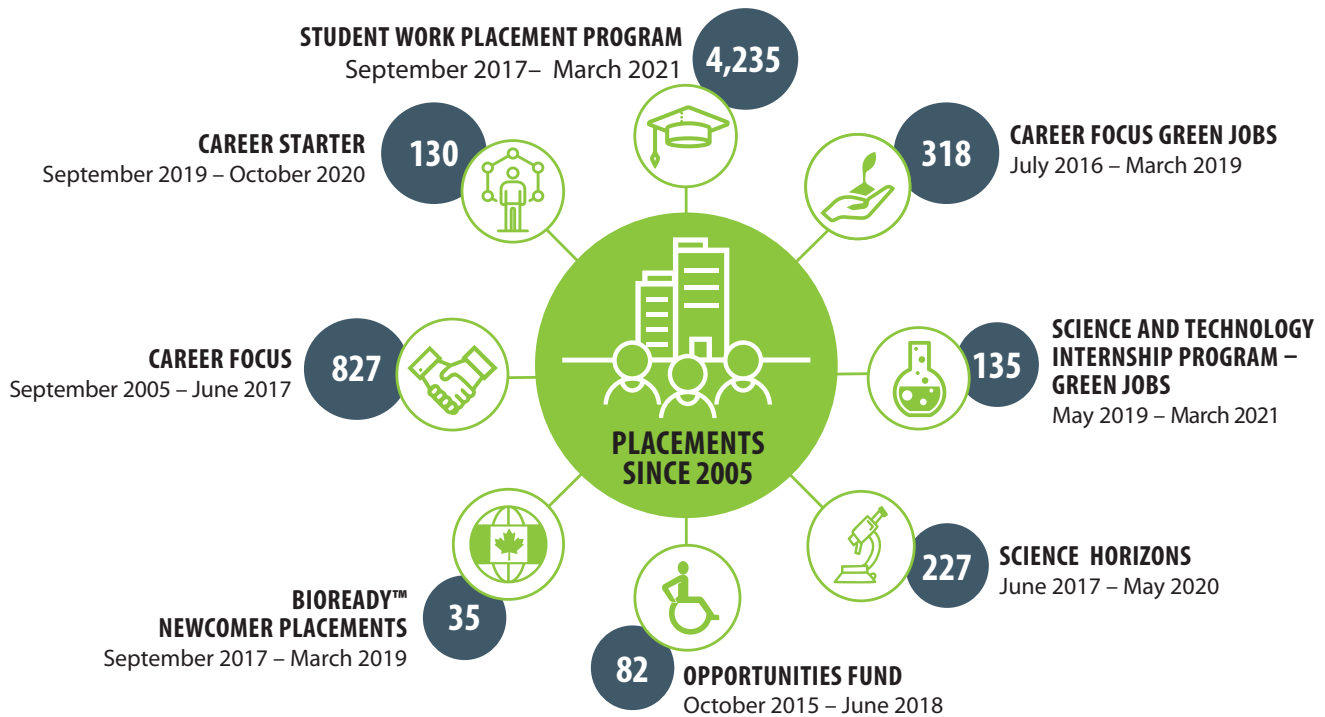 STUDENT WORK PLACEMENT PROGRAM
September 2017– March 2021
4,235
CAREER FOCUS GREEN JOBS
July 2016 – March 2019
318
SCIENCE AND TECHNOLOGY
INTERNSHIP PROGRAM –
GREEN JOBS
May 2019 – March 2021
135
SCIENCE HORIZONS
June 2017 – May 2020
227
OPPORTUNITIES FUND
October 2015 – June 2018
82
BIOREADY™
NEWCOMER PLACEMENTS
September 2017 – March 2019
35
CAREER FOCUS
September 2005 – June 2017
827
CAREER STARTER
September 2019 – October 2020
130
PLACEMENTS
SINCE 2005